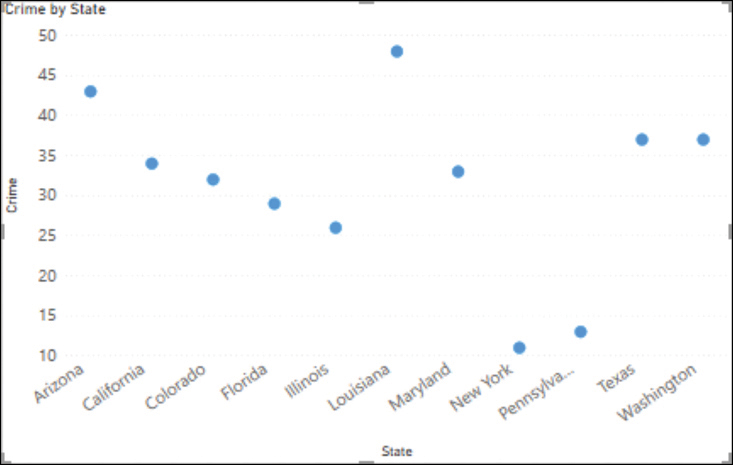 Crime by State
50
45
40
35
30
25
20
15
10
Crime
Arizona
California
Colorado
Florida
Illinois
Louisiana
Maryland
New York
Pennsylva...
Texas
Washington
State